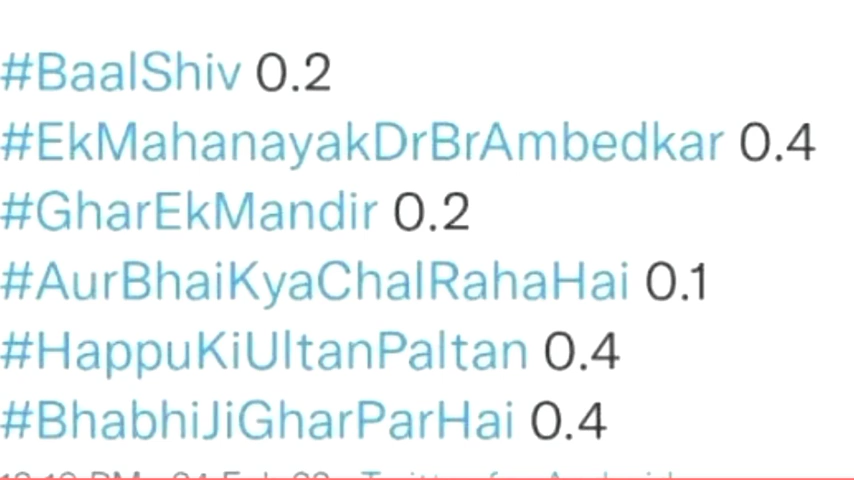 #BaalShiv 0.2
#EkMahanayakDrBrAmbedkar 0.4
#GharEkMandir 0.2
#AurBhaiKyaChalRahaHai 0.1
#HappuKiUltanPaltan 0.4
#BhabhiJiGharParHai 0.4